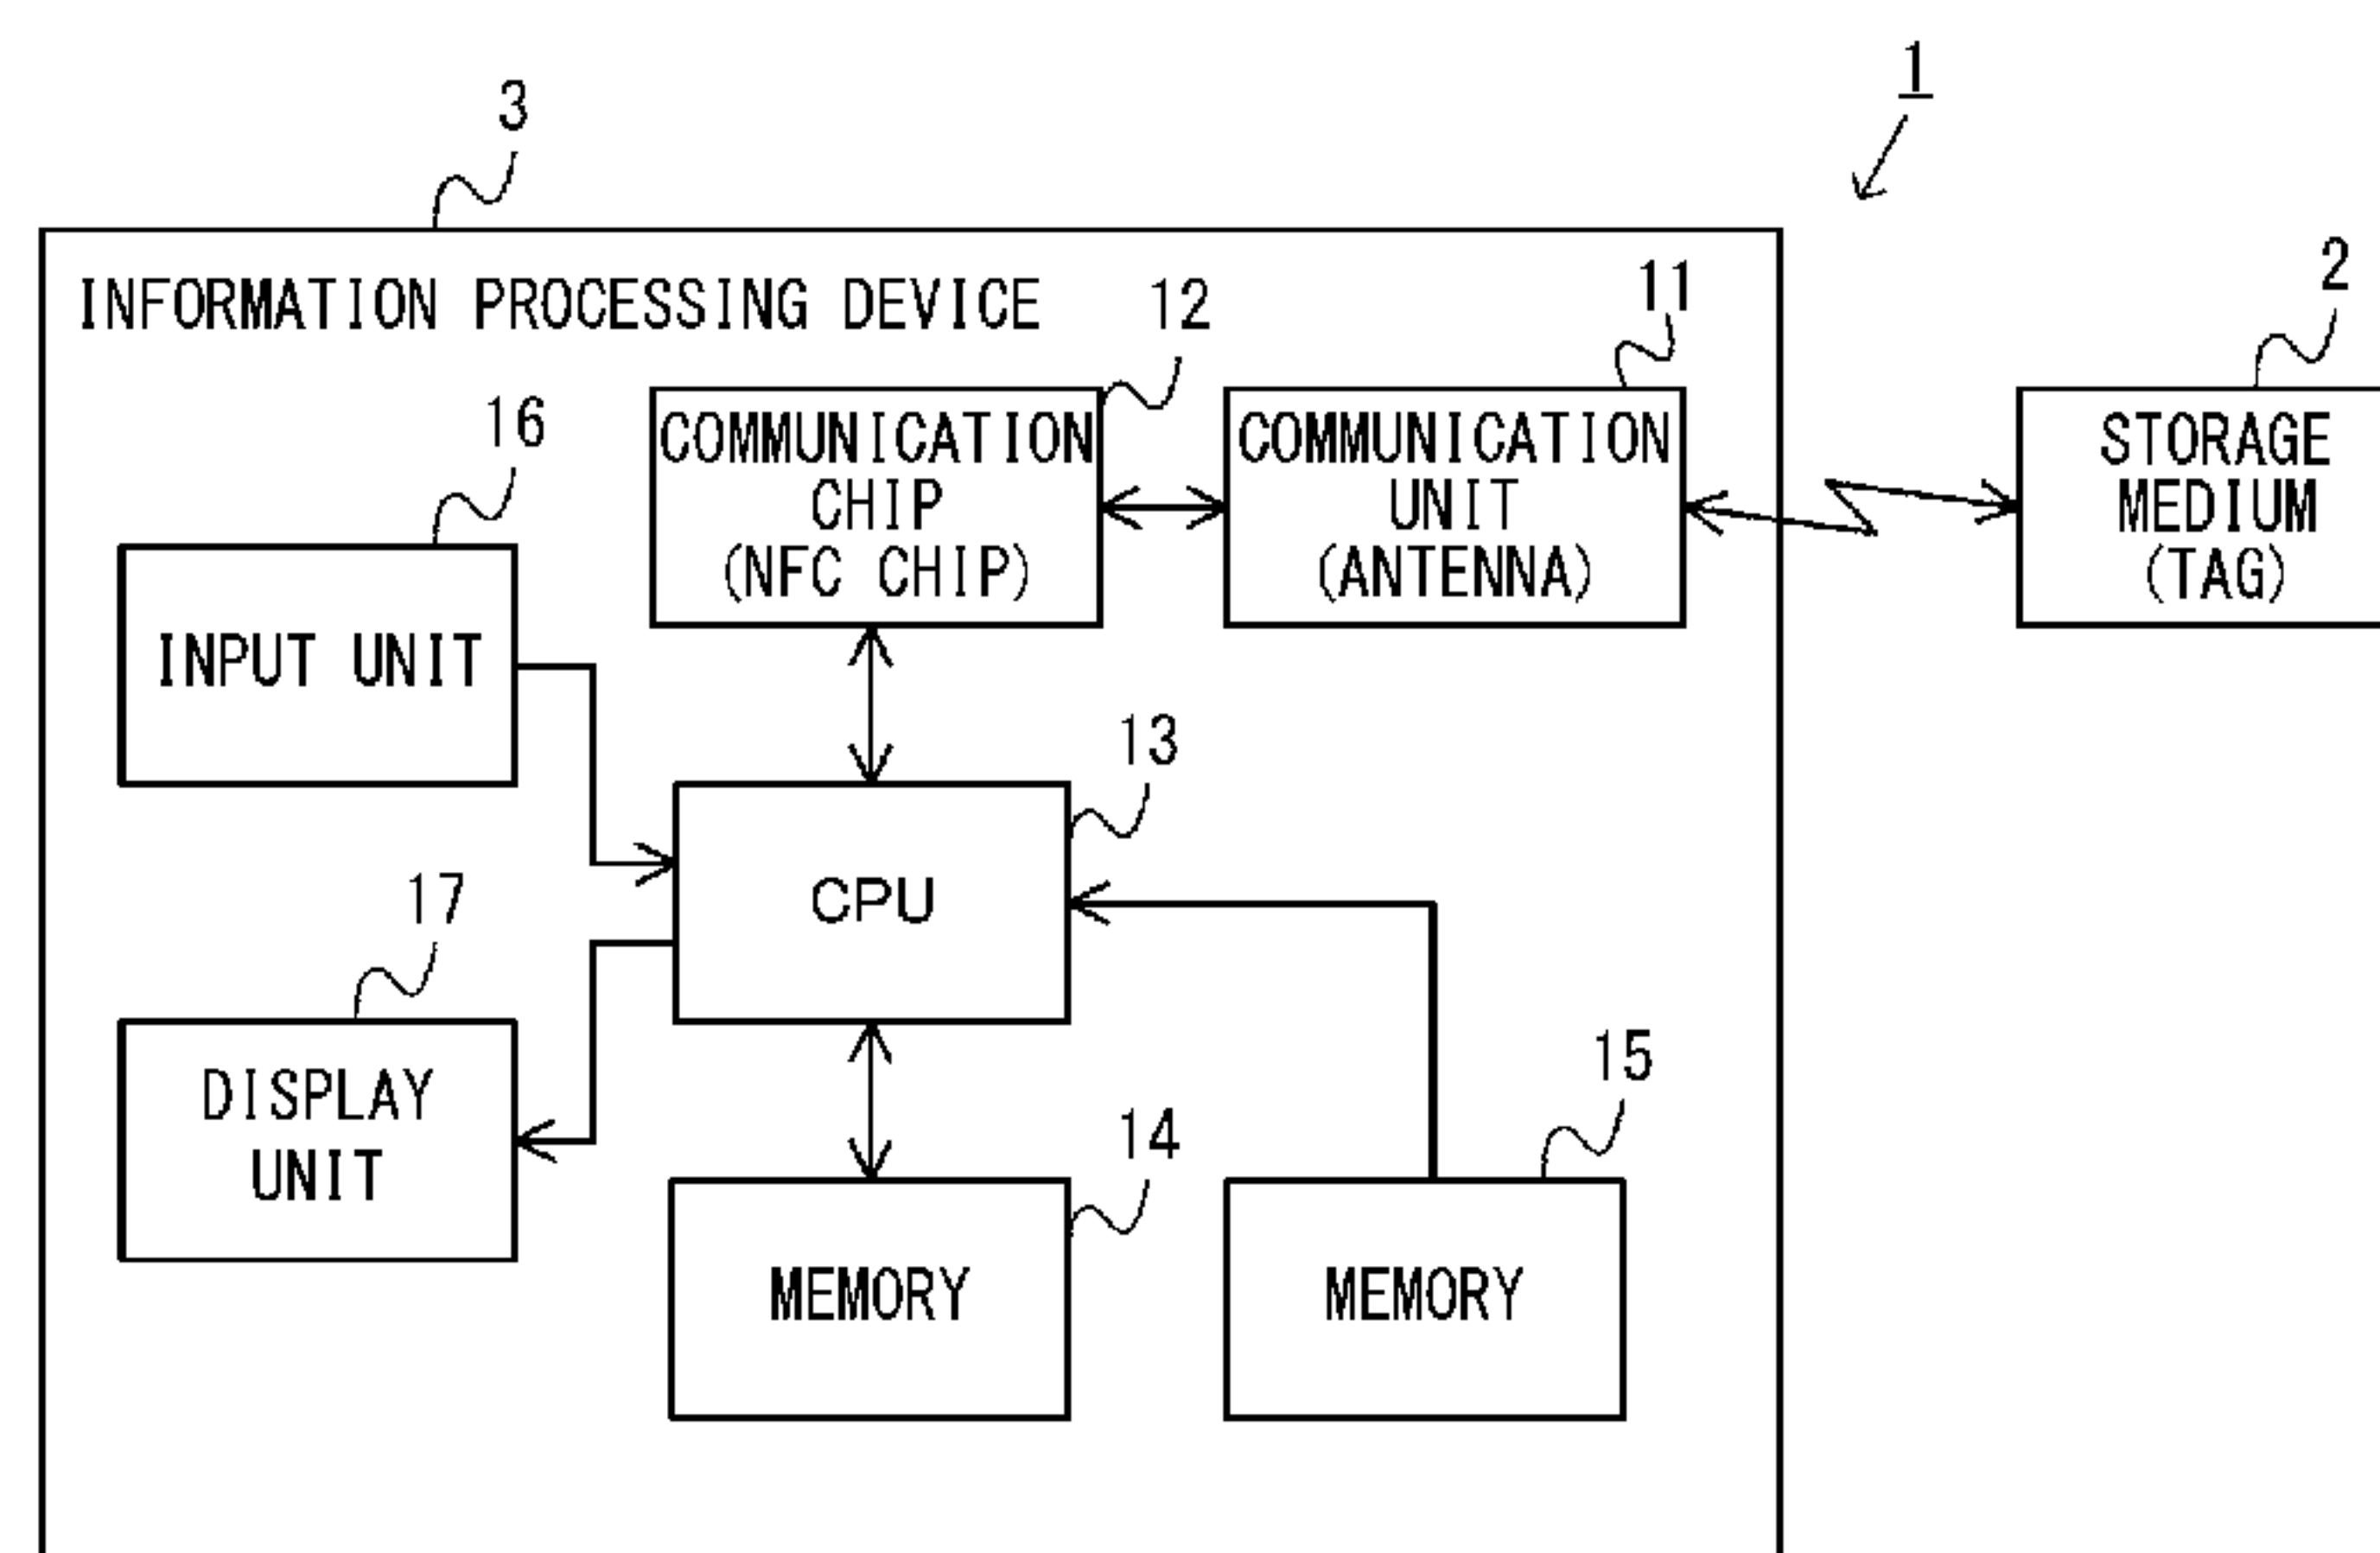 1
3
INFORMATION PROCESSING DEVICE
12
11
2
COMMUNICATION
CHIP
(NFC CHIP)
COMMUNICATION
UNIT
(ANTENNA)
STORAGE
MEDIUM
(TAG)
16
INPUT UNIT
13
CPU
17
DISPLAY
UNIT
14
MEMORY
15
MEMORY